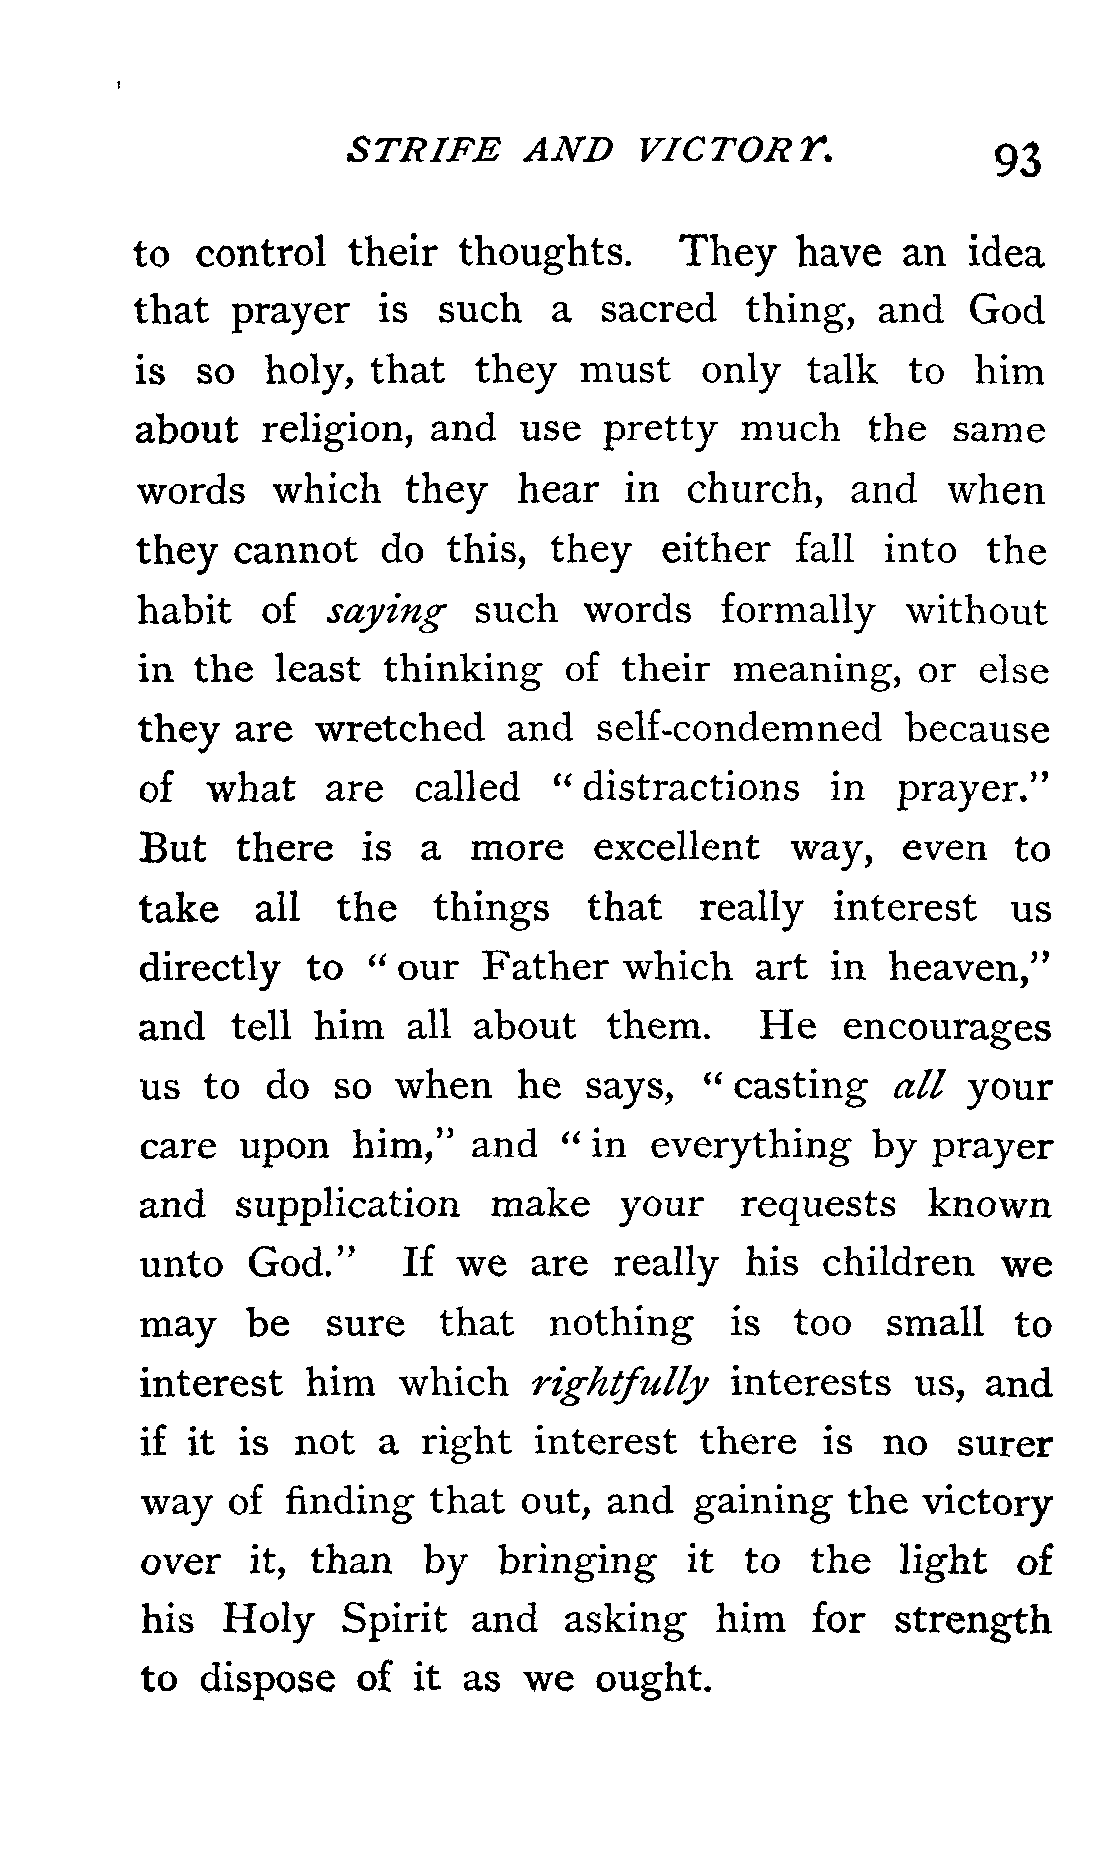 STRIFE AND VICTORY. 93
to control their thoughts. They have an idea
that prayer is such a sacred thing, and God
is so holy, that they must only talk to him
about religion, and use pretty much the same
words which they hear in church, and when
they cannot do this, they either fall into the
habit of saying such words formally without
in the least thinking of their meaning, or else
they are wretched and self-condemned because
of what are called “ distractions in prayer.”
But there is a more excellent way, even to
take all the things that really interest us
directly to “ our Father which art in heaven,”
and tell him all about them. He encourages
us to do so when he says, “ casting all your
care upon him,” and “ in everything by prayer
and supplication make your requests known
unto God.” If we are really his children we
may be sure that nothing is too small to
interest him which rightfully interests us, and
if it is not a right interest there is no surer
way of finding that out, and gaining the victory
over it, than by bringing it to the light of
his Holy Spirit and asking him for strength
to dispose of it as we ought.